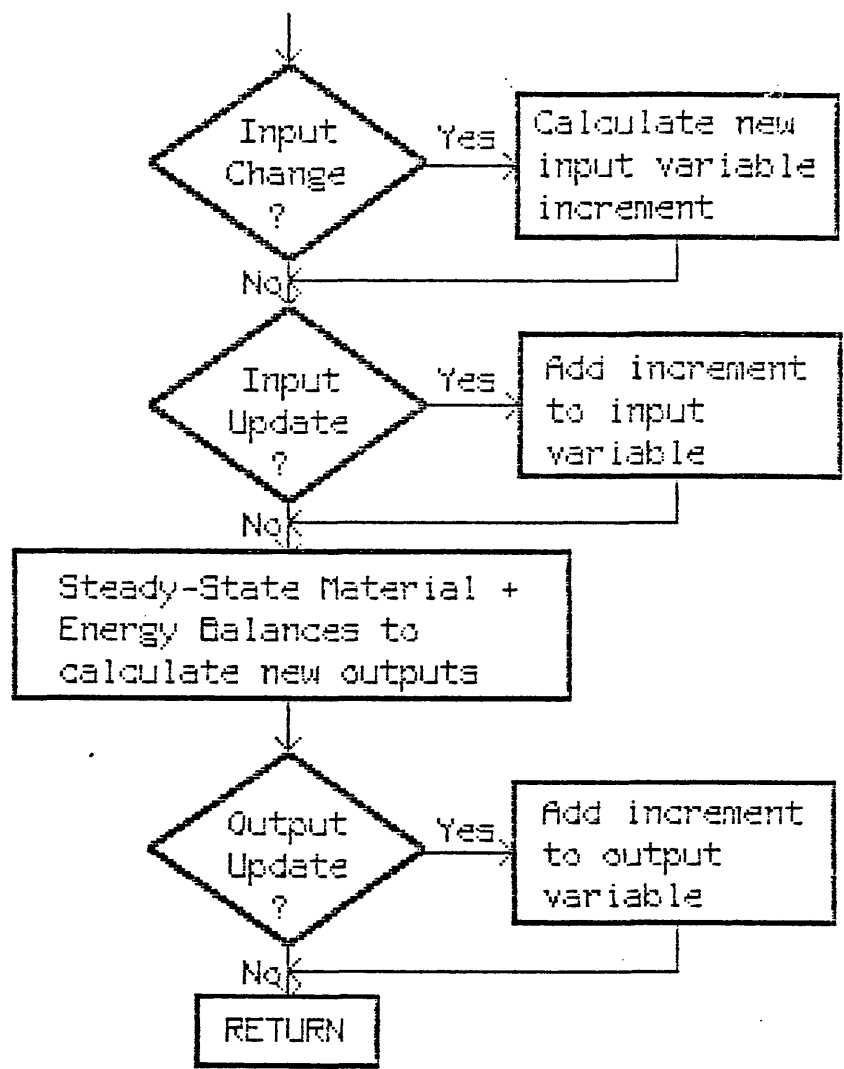 Input
Change
?
Yes
Calculate new
input variable
increment
No
Input
Update
?
Yes
Add increment
to input
variable
No
Steady-State Material +
Energy Balances to
calculate new outputs
Output
Update
?
Yes
Add increment
to output
variable
No
RETURN